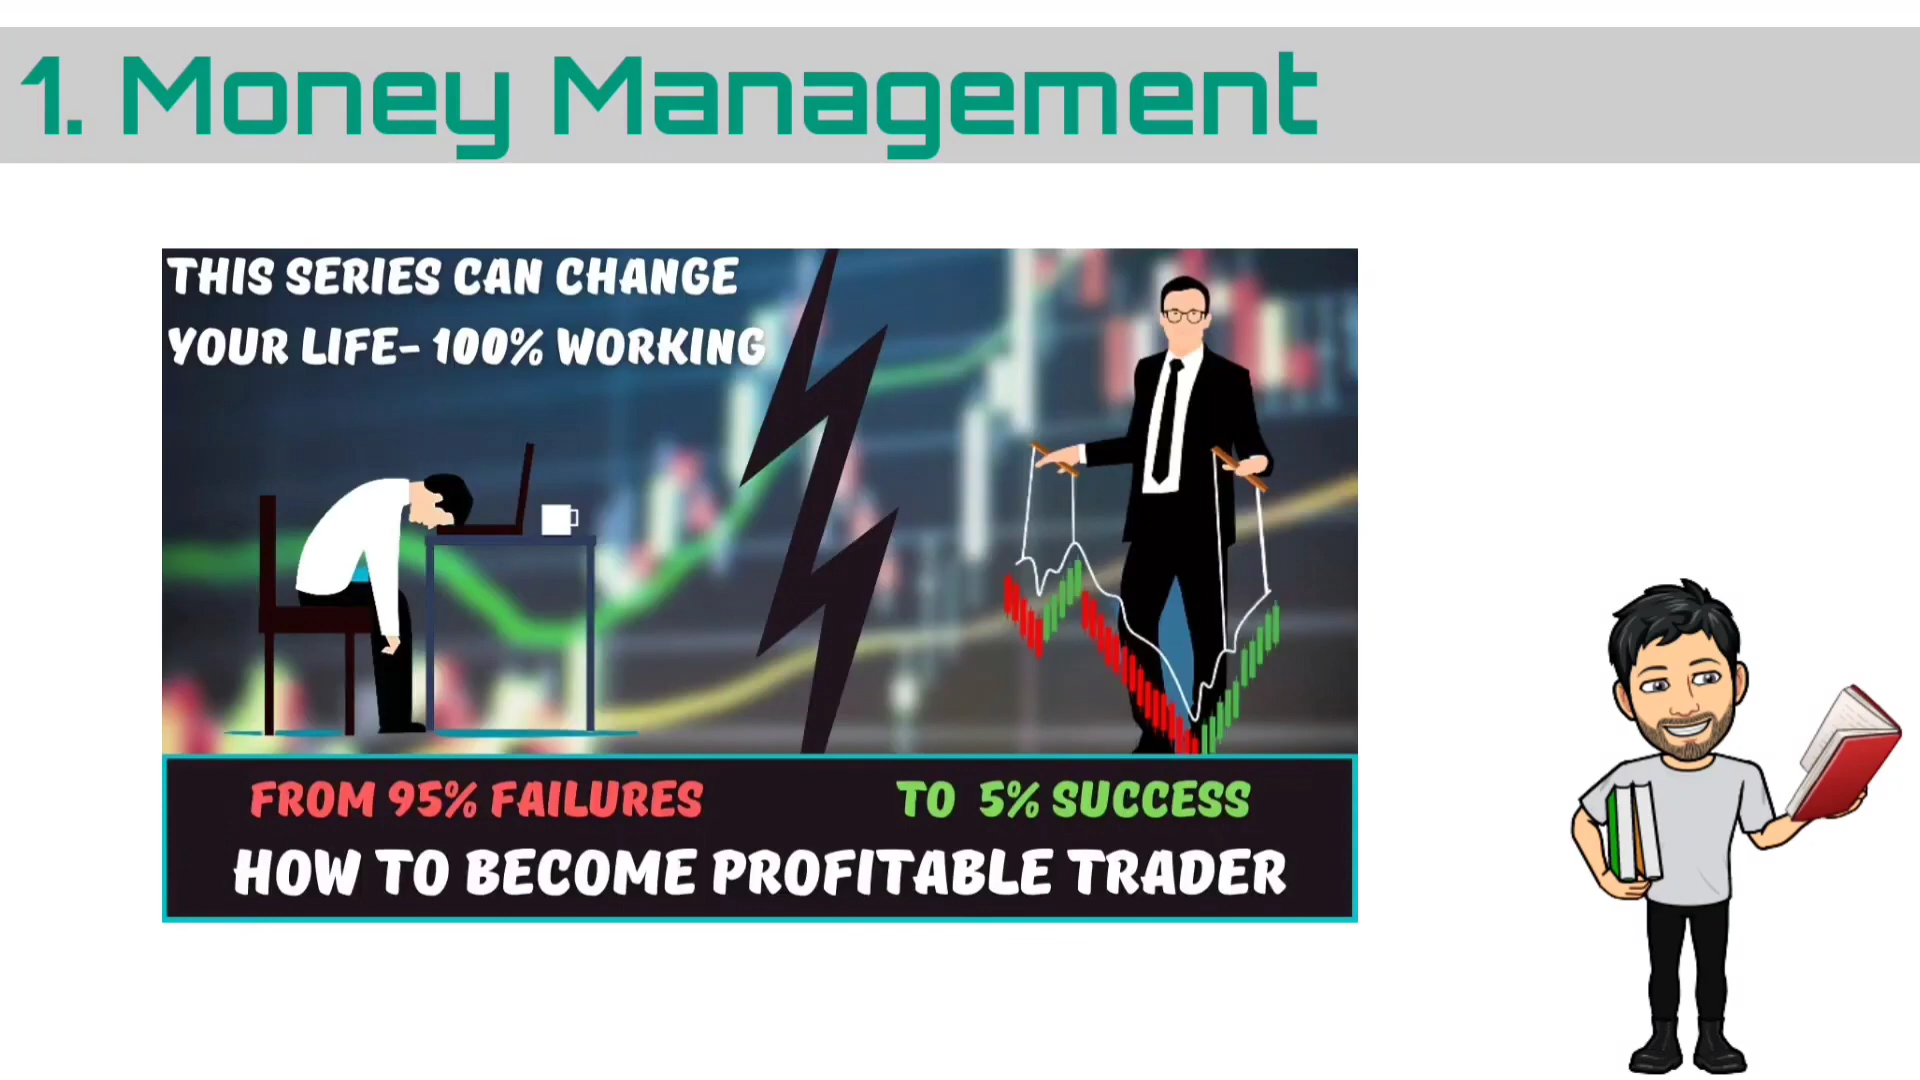 1. Money Management
THIS SERIES CAN CHANGE
YOUR LIFE- 100% WORKING
FROM 95% FAILURES TO 5% SUCCESS
HOW TO BECOME PROFITABLE TRADER